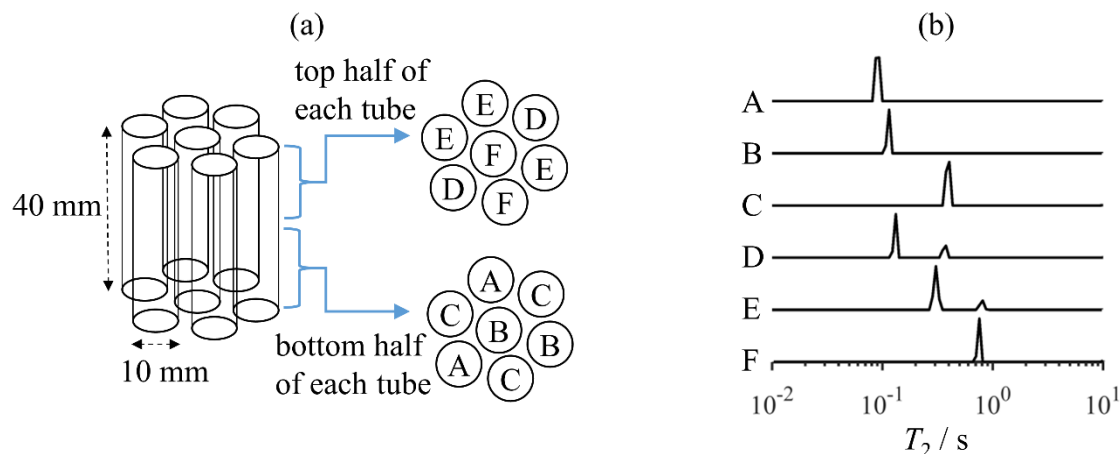 (a)
top half of
each tube
40 mm
10 mm
E
D
E
F
E
D
F
bottom half
of each tube
A
C
C
B
B
A
C
(b)
A
B
C
D
E
F
10⁻²
10⁻¹
10⁰
10¹
T₂ / s